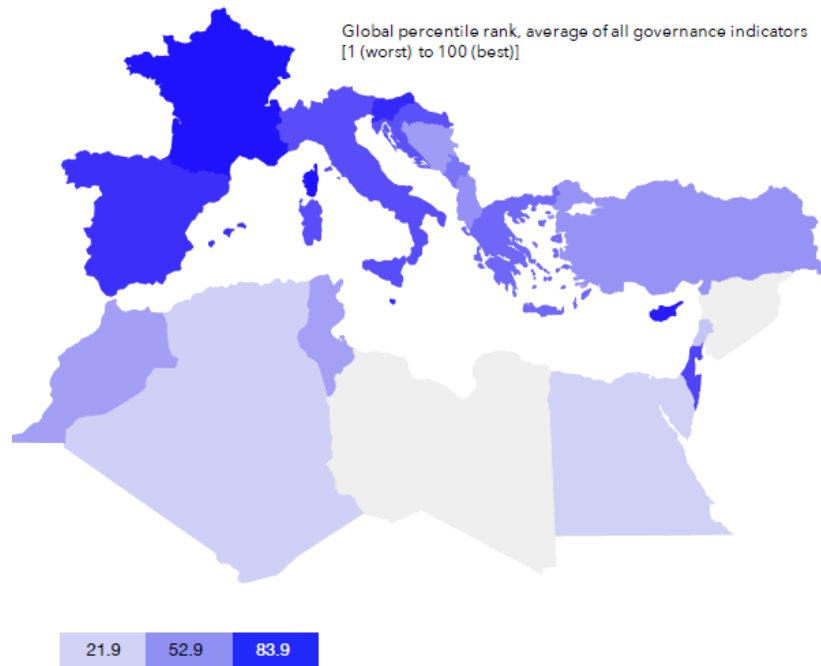 Global percentile rank, average of all governance indicators
[1 (worst) to 100 (best)]
21.9 52.9 83.9